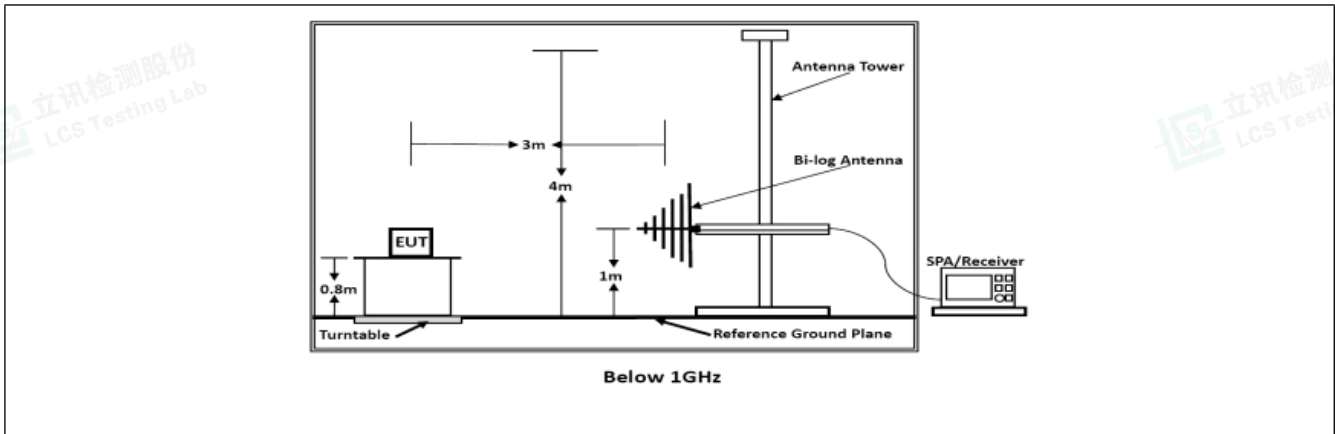 立讯检测股份
LCS Testing Lab
立讯检测
LCS Testi
Antenna Tower
3m
Bi-log Antenna
4m
EUT
SPA/Receiver
1m
0.8m
Turntable
Reference Ground Plane
Below 1GHz